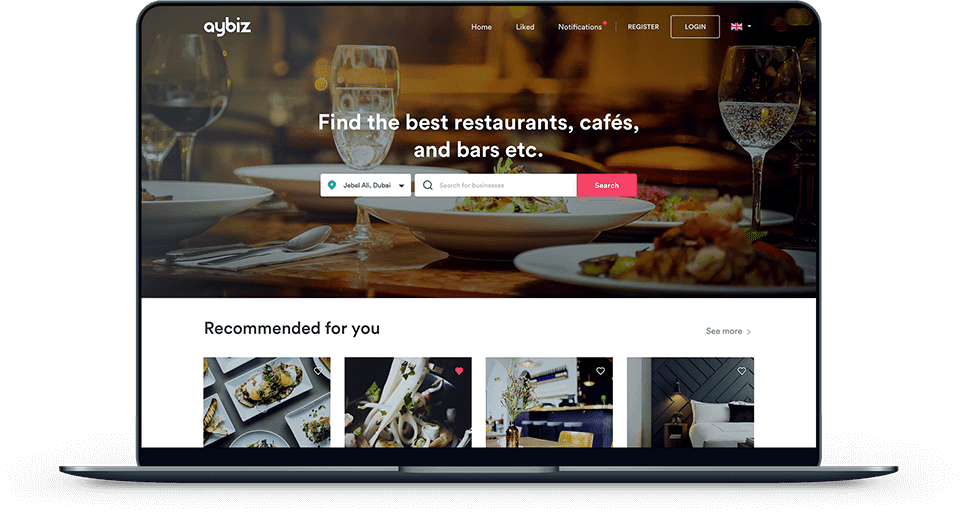 aybiz
Home
Liked
Notifications
REGISTER
LOGIN
Find the best restaurants, cafés,
and bars etc.
Jebel Ali, Dubai
Search for businesses
Search
Recommended for you
See more